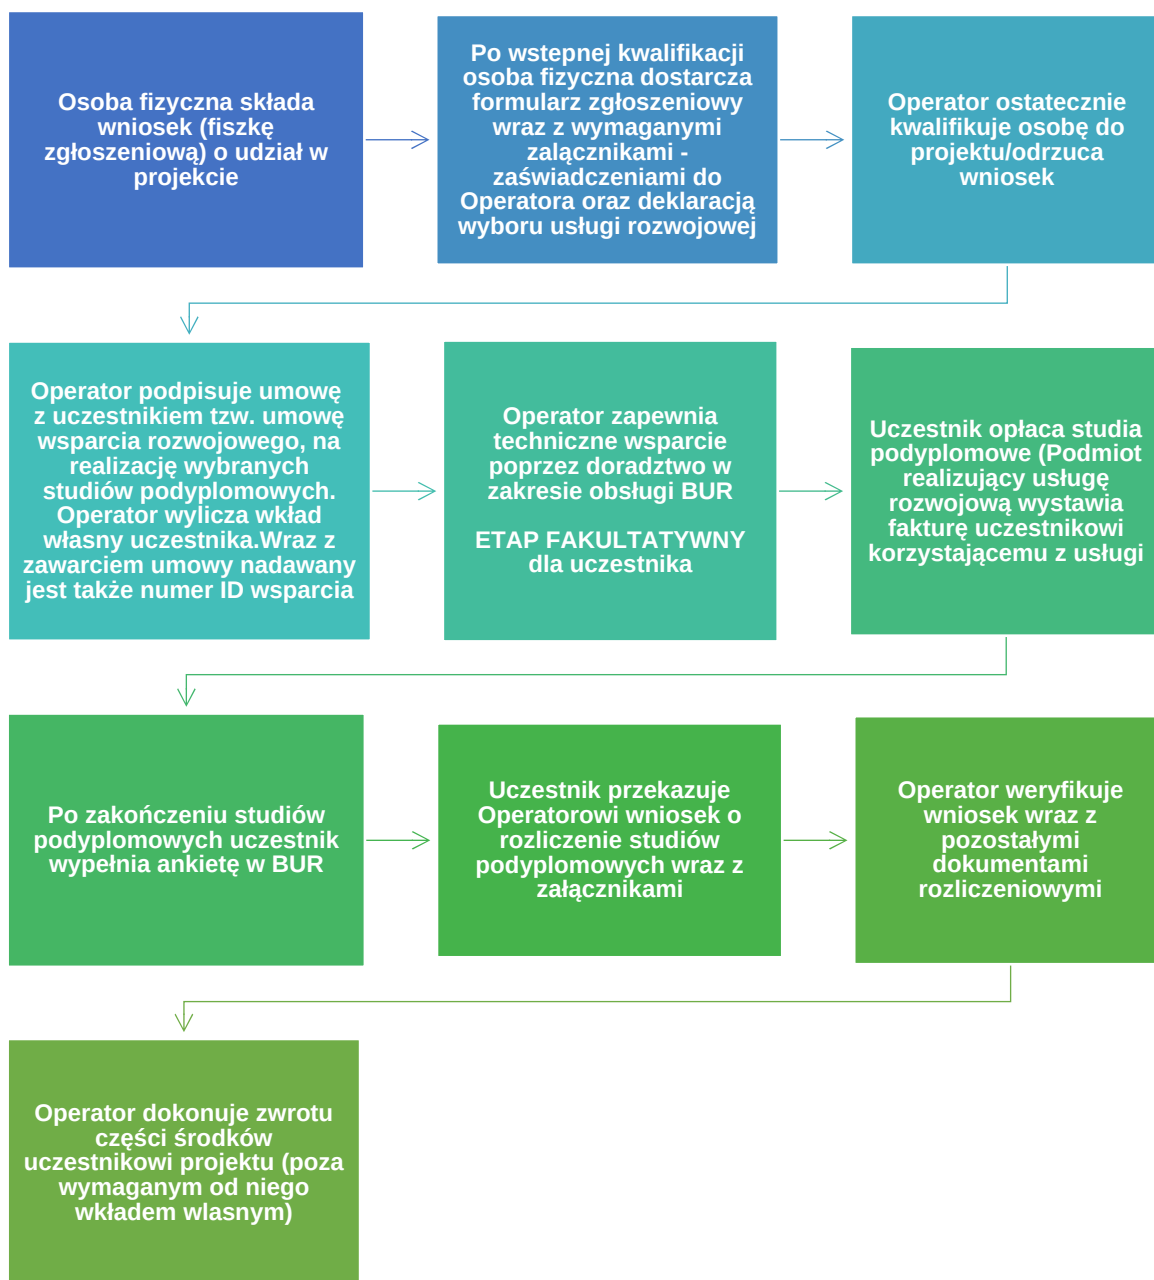 Osoba fizyczna składa
wniosek (fiszkę
zgłoszeniową) o udział w
projekcie
Po wstepnej kwalifikacji
osoba fizyczna dostarcza
formularz zgłoszeniowy
wraz z wymaganymi
zalącznikami -
zaświadczeniami do
Operatora oraz deklaracją
wyboru usługi rozwojowej
Operator ostatecznie
kwalifikuje osobę do
projektu/odrzuca
wniosek
Operator podpisuje umowę
z uczestnikiem tzw. umowę
wsparcia rozwojowego, na
realizację wybranych
studiów podyplomowych.
Operator wylicza wkład
własny uczestnika.Wraz z
zawarciem umowy nadawany
jest także numer ID wsparcia
Operator zapewnia
techniczne wsparcie
poprzez doradztwo w
zakresie obsługi BUR
ETAP FAKULTATYWNY
dla uczestnika
Uczestnik opłaca studia
podyplomowe (Podmiot
realizujący usługę
rozwojową wystawia
fakturę uczestnikowi
korzystającemu z usługi
Po zakończeniu studiów
podyplomowych uczestnik
wypełnia ankietę w BUR
Uczestnik przekazuje
Operatorowi wniosek o
rozliczenie studiów
podyplomowych wraz z
załącznikami
Operator weryfikuje
wniosek wraz z
pozostałymi
dokumentami
rozliczeniowymi
Operator dokonuje zwrotu
części środków
uczestnikowi projektu (poza
wymaganym od niego
wkładem wlasnym)